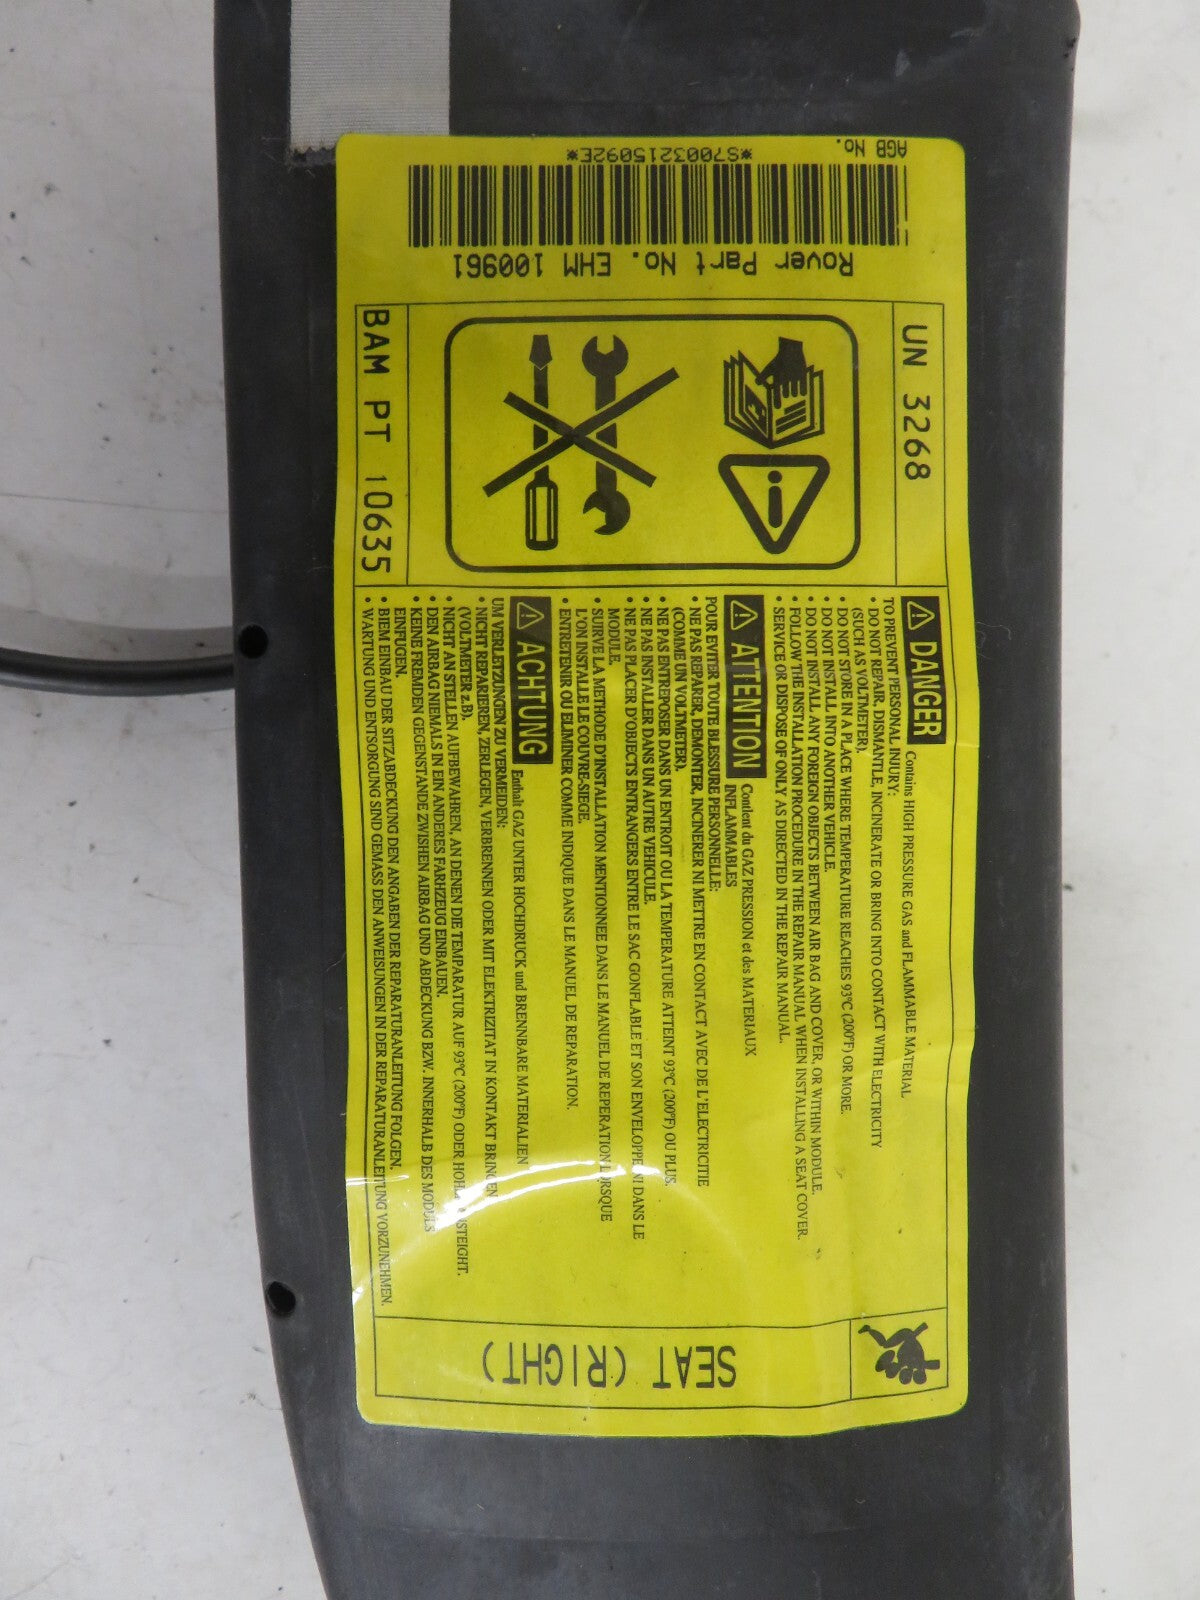 AGB No.
*S70032150 92E*
Rover Part No. EHM 100961
UN 3268
BAM PT 10635
DANGER Contains HIGH PRESSURE GAS and FLAMMABLE MATERIAL
TO PREVENT PERSONAL INJURY:
• DO NOT REPAIR, DISMANTLE, INCINERATE OR BRING INTO CONTACT WITH ELECTRICITY
(SUCH AS VOLTMETER).
• DO NOT STORE IN A PLACE WHERE TEMPERATURE REACHES 93°C (200°F) OR MORE.
• DO NOT INSTALL INTO ANOTHER VEHICLE.
• DO NOT INSTALL ANY FOREIGN OBJECTS BETWEEN AIR BAG AND COVER, OR WITHIN MODULE.
• FOLLOW THE INSTALLATION PROCEDURE IN THE REPAIR MANUAL WHEN INSTALLING A SEAT COVER.
• SERVICE OR DISPOSE OF ONLY AS DIRECTED IN THE REPAIR MANUAL.
ATTENTION Contient du GAZ PRESSION et des MATERIAUX
INFLAMMABLES
POUR EVITER TOUTE BLESSURE PERSONNELLE:
• NE PAS REPARER, DEMONTER, INCINERER NI METTRE EN CONTACT AVEC DE L'ELECTRICITIE
(COMME UN VOLTMETER).
• NE PAS ENTREPOSER DANS UN ENTROIT OU LA TEMPERATURE ATTEINT 93°C (200°F) OU PLUS.
• NE PAS INSTALLER DANS UN AUTRE VEHICULE.
• NE PAS PLACER D'OBJECTS ENTRANGERS ENTRE LE SAC GONFLABLE ET SON ENVELOPPE NI DANS LE
MODULE.
• SURIVE LA METHODE D'INSTALLATION MENTIONNEE DANS LE MANUEL DE REPERATION LORSQUE
L'ON INSTALLE LE COUVRE-SIEGE.
• ENTRETENIR OU ELIMINER COMME INDIQUE DANS LE MANUEL DE REPARATION.
ACHTUNG Enthalt GAZ UNTER HOCHDRUCK und BRENNBARE MATERIALIEN
UM VERLETZUNGEN ZU VERMEIDEN:
• NICHT REPARIEREN, ZERLEGEN, VERBRENNEN ODER MIT ELEKTRIZITAT IN KONTAKT BRINGEN
(VOLTMETER z.B).
• NICHT AN STELLEN AUFBEWAHREN, AN DENEN DIE TEMPARATUR AUF 93°C (200°F) ODER HOHER ANSTEIGHT.
• DEN AIRBAG NIEMALS IN EIN ANDERES FARHZEUG EINBAUEN.
• KEINE FREMDEN GEGENSTANDE ZWISHEN AIRBAG UND ABDECKUNG BZW. INNERHALB DES MODULS
EINFUGEN.
• BIEM EINBAU DER SITZABDECKUNG DEN ANGABEN DER REPARATURANLEITUNG FOLGEN.
• WARTUNG UND ENTSORGUNG SIND GEMASS DEN ANWEISUNGEN IN DER REPARATURANLEITUNG VORZUNEHMEN.
SEAT (RIGHT)